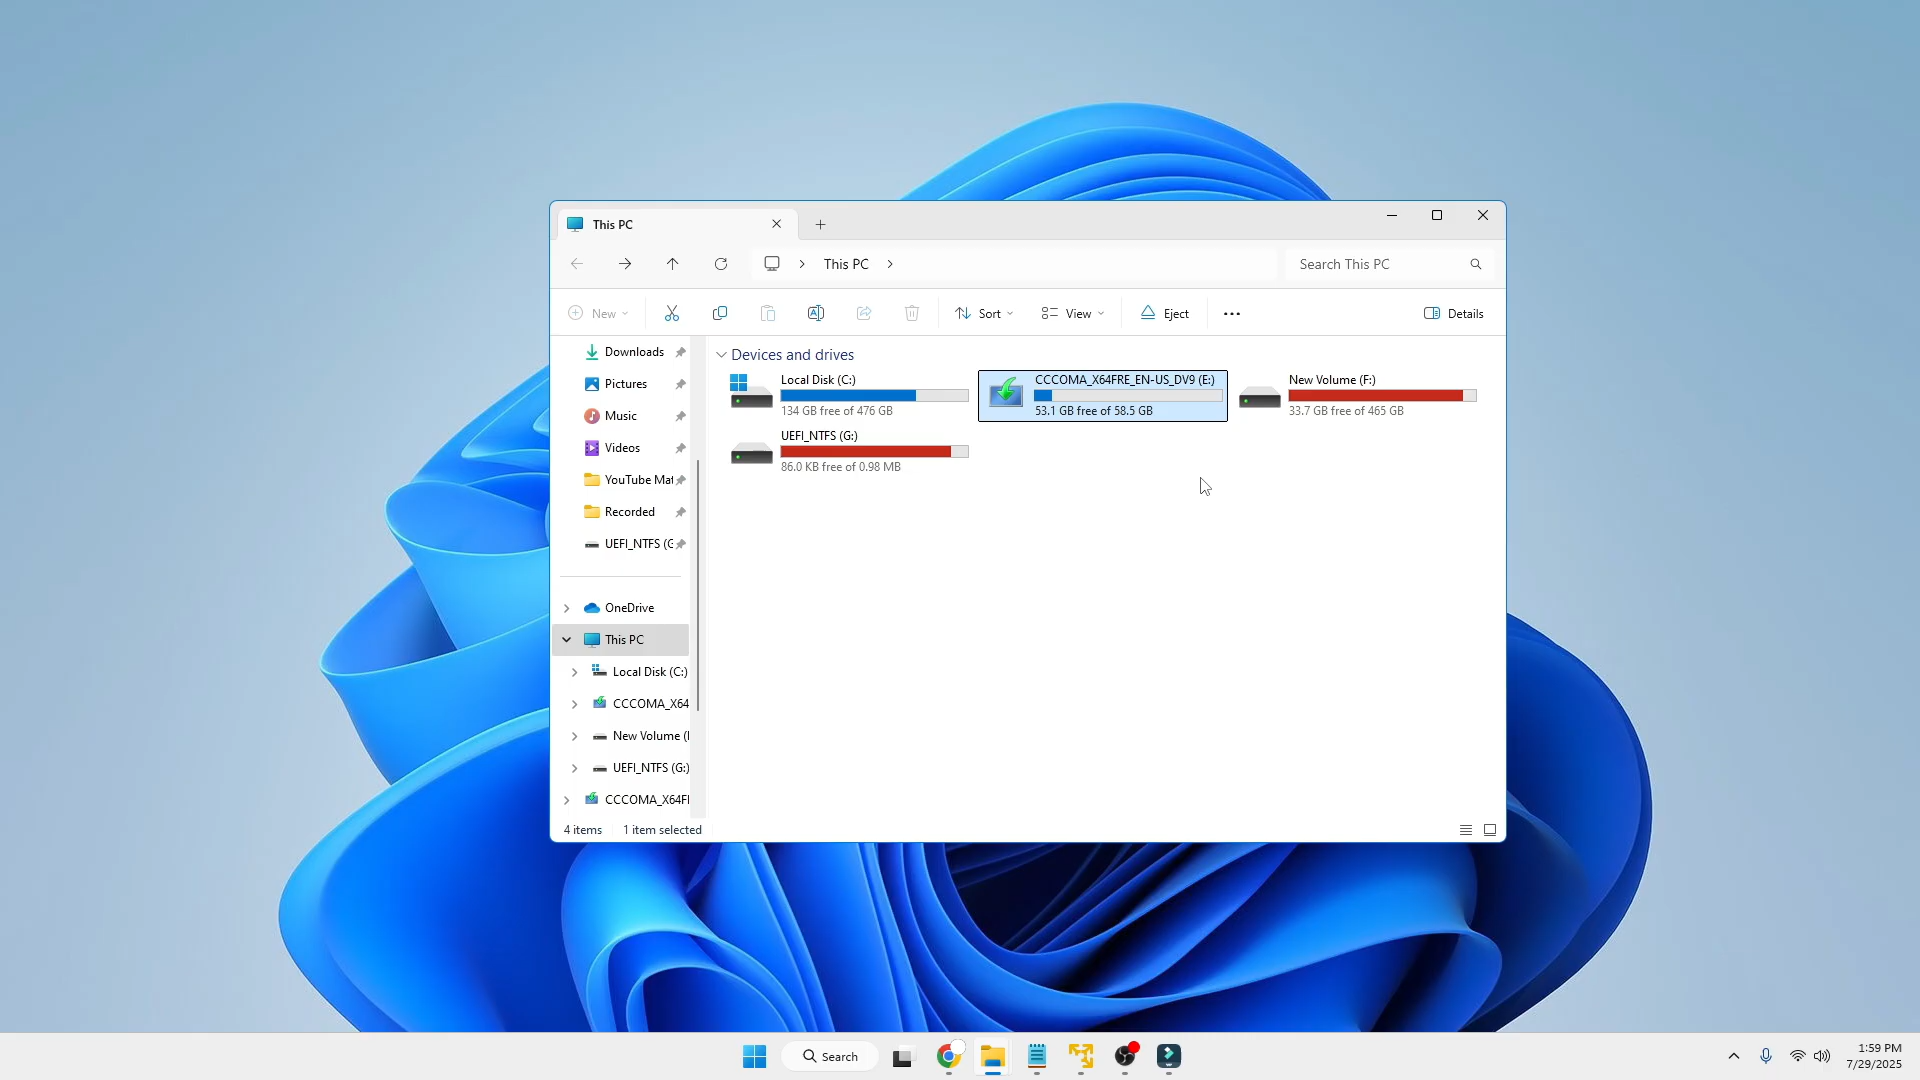 This PC
This PC
Search This PC
New
Sort
View
Eject
Details
Downloads
Pictures
Music
Videos
YouTube Mat
Recorded
UEFI_NTFS (G
OneDrive
This PC
Local Disk (C:)
CCCOMA_X64
New Volume (
UEFI_NTFS (G:)
CCCOMA_X64F
Devices and drives
Local Disk (C:)
134 GB free of 476 GB
CCCOMA_X64FRE_EN-US_DV9 (E:)
53.1 GB free of 58.5 GB
New Volume (F:)
33.7 GB free of 465 GB
UEFI_NTFS (G:)
86.0 KB free of 0.98 MB
4 items
1 item selected
Search
1:59 PM
7/29/2025